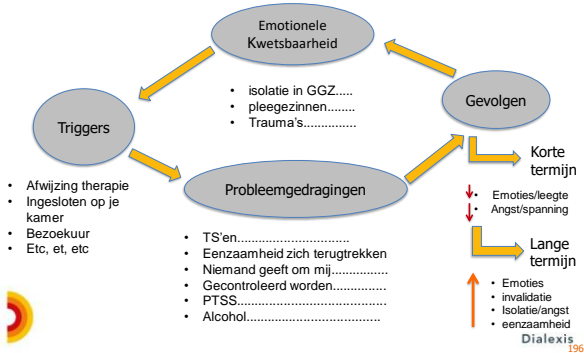 Emotionele
Kwetsbaarheid
• isolatie in GGZ.....
• pleegezinnen........
• Trauma's...............
Gevolgen
Triggers
Korte
termijn
• Afwijzing therapie
• Ingesloten op je
kamer
• Bezoekuur
• Etc, et, etc
Probleemgedragingen
• Emoties/leegte
• Angst/spanning
• TS'en...............................
• Eenzaamheid zich terugtrekken
• Niemand geeft om mij................
• Gecontroleerd worden...............
• PTSS.........................................
• Alcohol.....................................
Lange
termijn
• Emoties
• invalidatie
• Isolatie/angst
• eenzaamheid
Dialexis
196